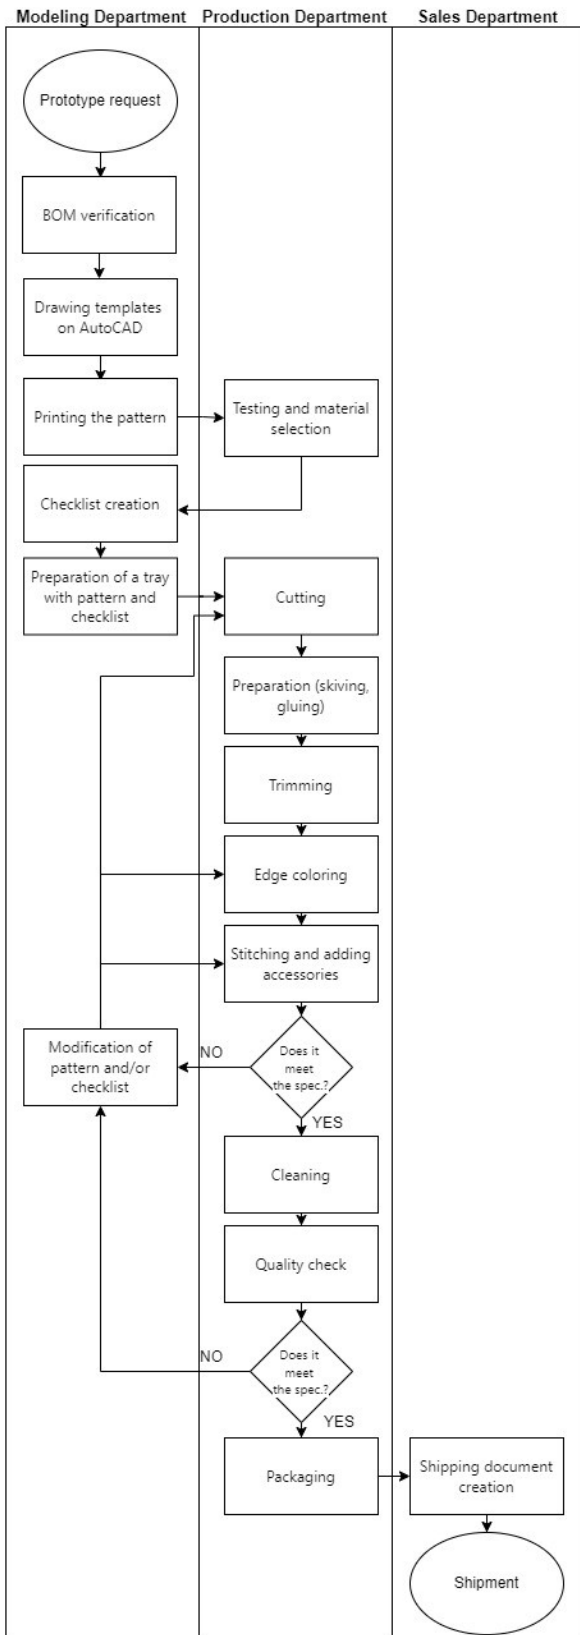 Modeling Department
Production Department
Sales Department
Prototype request
BOM verification
Drawing templates
on AutoCAD
Printing the pattern
Testing and material
selection
Checklist creation
Preparation of a tray
with pattern and
checklist
Cutting
Preparation (skiving,
gluing)
Trimming
Edge coloring
Stitching and adding
accessories
Does it
meet
the spec.?
NO
Modification of
pattern and/or
checklist
YES
Cleaning
Quality check
Does it
meet
the spec.?
NO
YES
Packaging
Shipping document
creation
Shipment